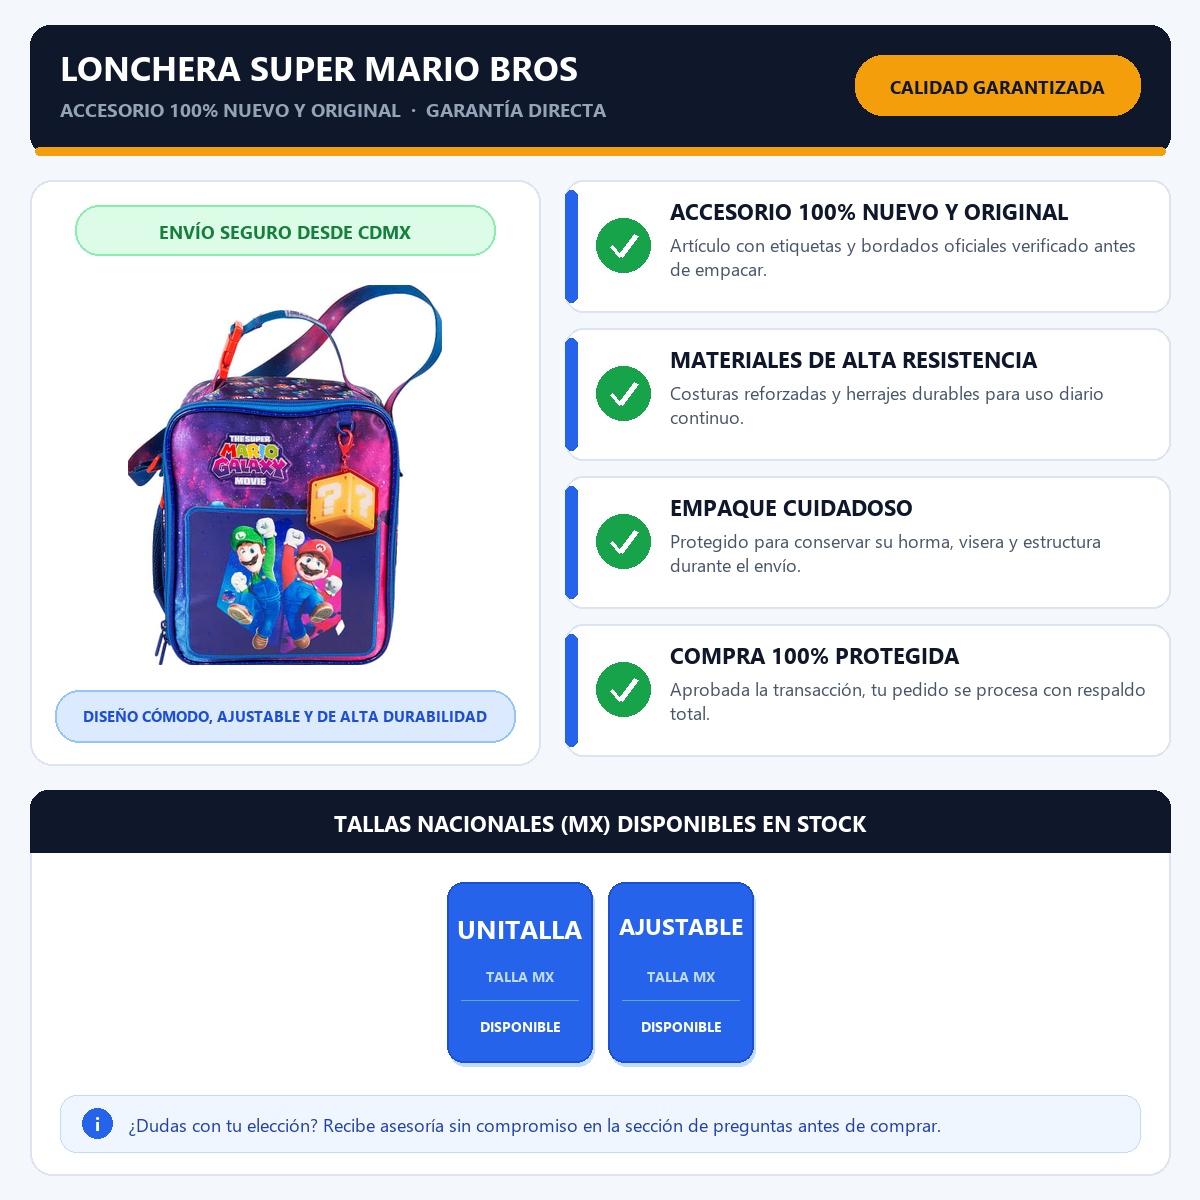 LONCHERA SUPER MARIO BROS
ACCESORIO 100% NUEVO Y ORIGINAL · GARANTÍA DIRECTA
CALIDAD GARANTIZADA
ENVÍO SEGURO DESDE CDMX
THE SUPER
MARIO
GALAXY
MOVIE
? ?
DISEÑO CÓMODO, AJUSTABLE Y DE ALTA DURABILIDAD
ACCESORIO 100% NUEVO Y ORIGINAL
Artículo con etiquetas y bordados oficiales verificado antes
de empacar.
MATERIALES DE ALTA RESISTENCIA
Costuras reforzadas y herrajes durables para uso diario
continuo.
EMPAQUE CUIDADOSO
Protegido para conservar su horma, visera y estructura
durante el envío.
COMPRA 100% PROTEGIDA
Aprobada la transacción, tu pedido se procesa con respaldo
total.
TALLAS NACIONALES (MX) DISPONIBLES EN STOCK
UNITALLA
TALLA MX
DISPONIBLE
AJUSTABLE
TALLA MX
DISPONIBLE
¿Dudas con tu elección? Recibe asesoría sin compromiso en la sección de preguntas antes de comprar.